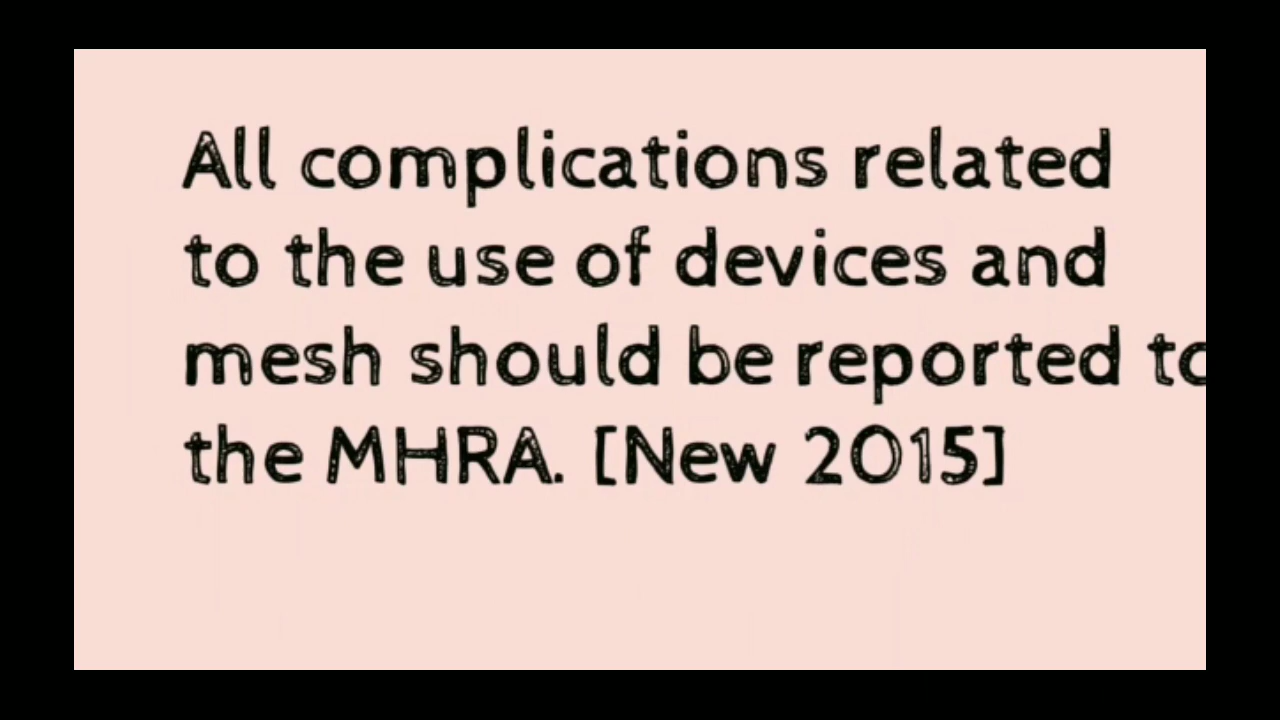 All complications related
to the use of devices and
mesh should be reported to
the MHRA. [New 2015]